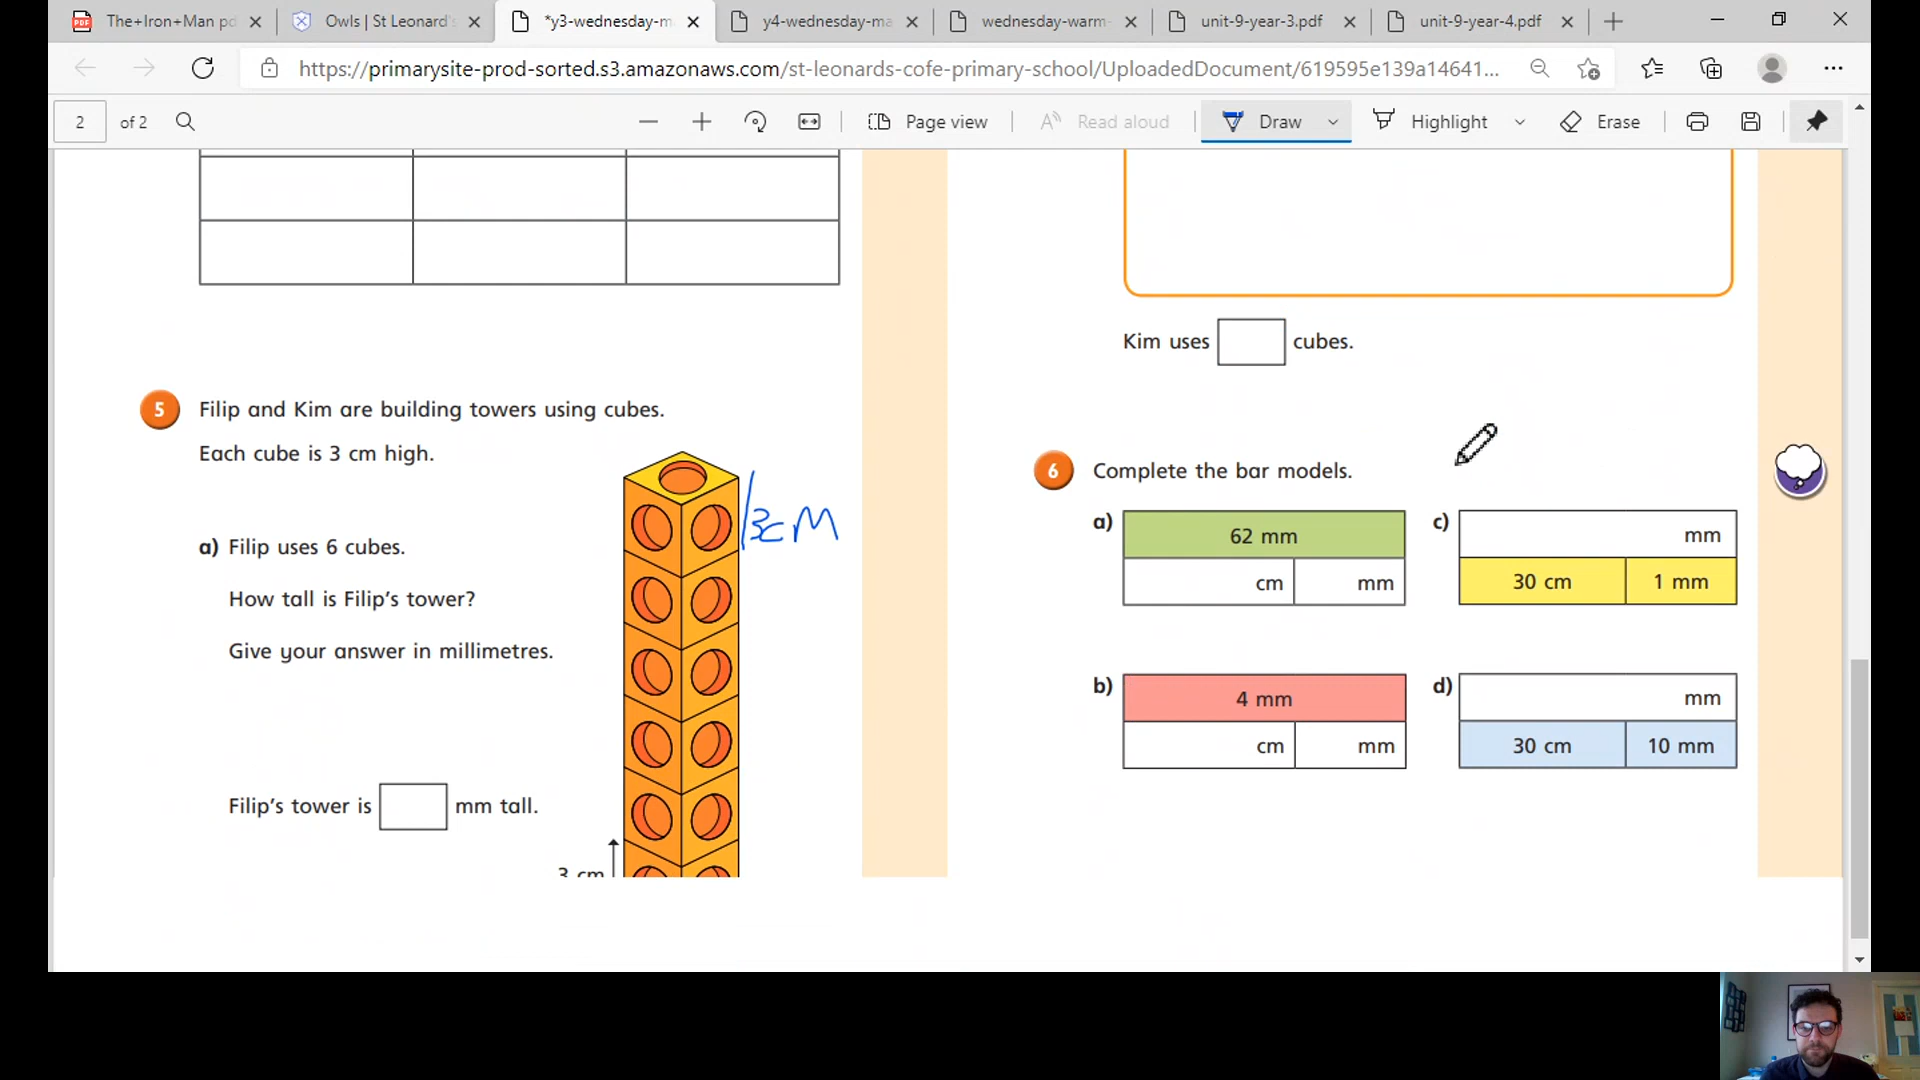 The+Iron+Man pd
Owls | St Leonard's
*y3-wednesday-m
y4-wednesday-ma
wednesday-warm-
unit-9-year-3.pdf
unit-9-year-4.pdf
https://primarysite-prod-sorted.s3.amazonaws.com/st-leonards-cofe-primary-school/UploadedDocument/619595e139a14641...
2 of 2
Page view
Read aloud
Draw
Highlight
Erase
5 Filip and Kim are building towers using cubes.
Each cube is 3 cm high.
3cM
a) Filip uses 6 cubes.
How tall is Filip's tower?
Give your answer in millimetres.
Filip's tower is mm tall.
3 cm
Kim uses cubes.
6 Complete the bar models.
a) 62 mm
cm mm
c) mm
30 cm 1 mm
b) 4 mm
cm mm
d) mm
30 cm 10 mm